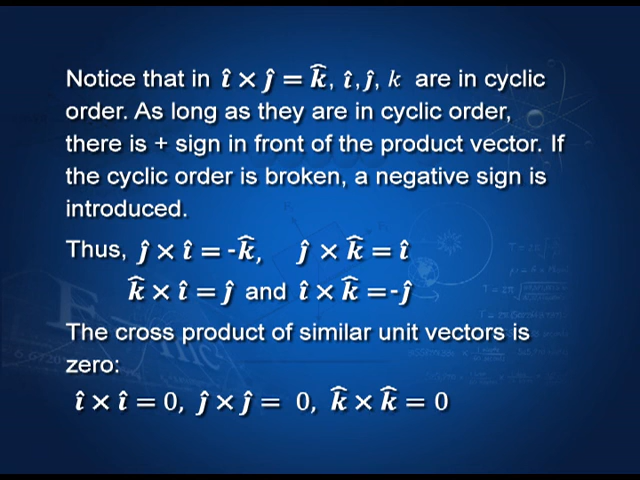 Notice that in î × ĵ = k̂, î, ĵ, k are in cyclic
order. As long as they are in cyclic order,
there is + sign in front of the product vector. If
the cyclic order is broken, a negative sign is
introduced.
Thus, ĵ × î = -k̂, ĵ × k̂ = î
k̂ × î = ĵ and î × k̂ = -ĵ
The cross product of similar unit vectors is
zero:
î × î = 0, ĵ × ĵ = 0, k̂ × k̂ = 0